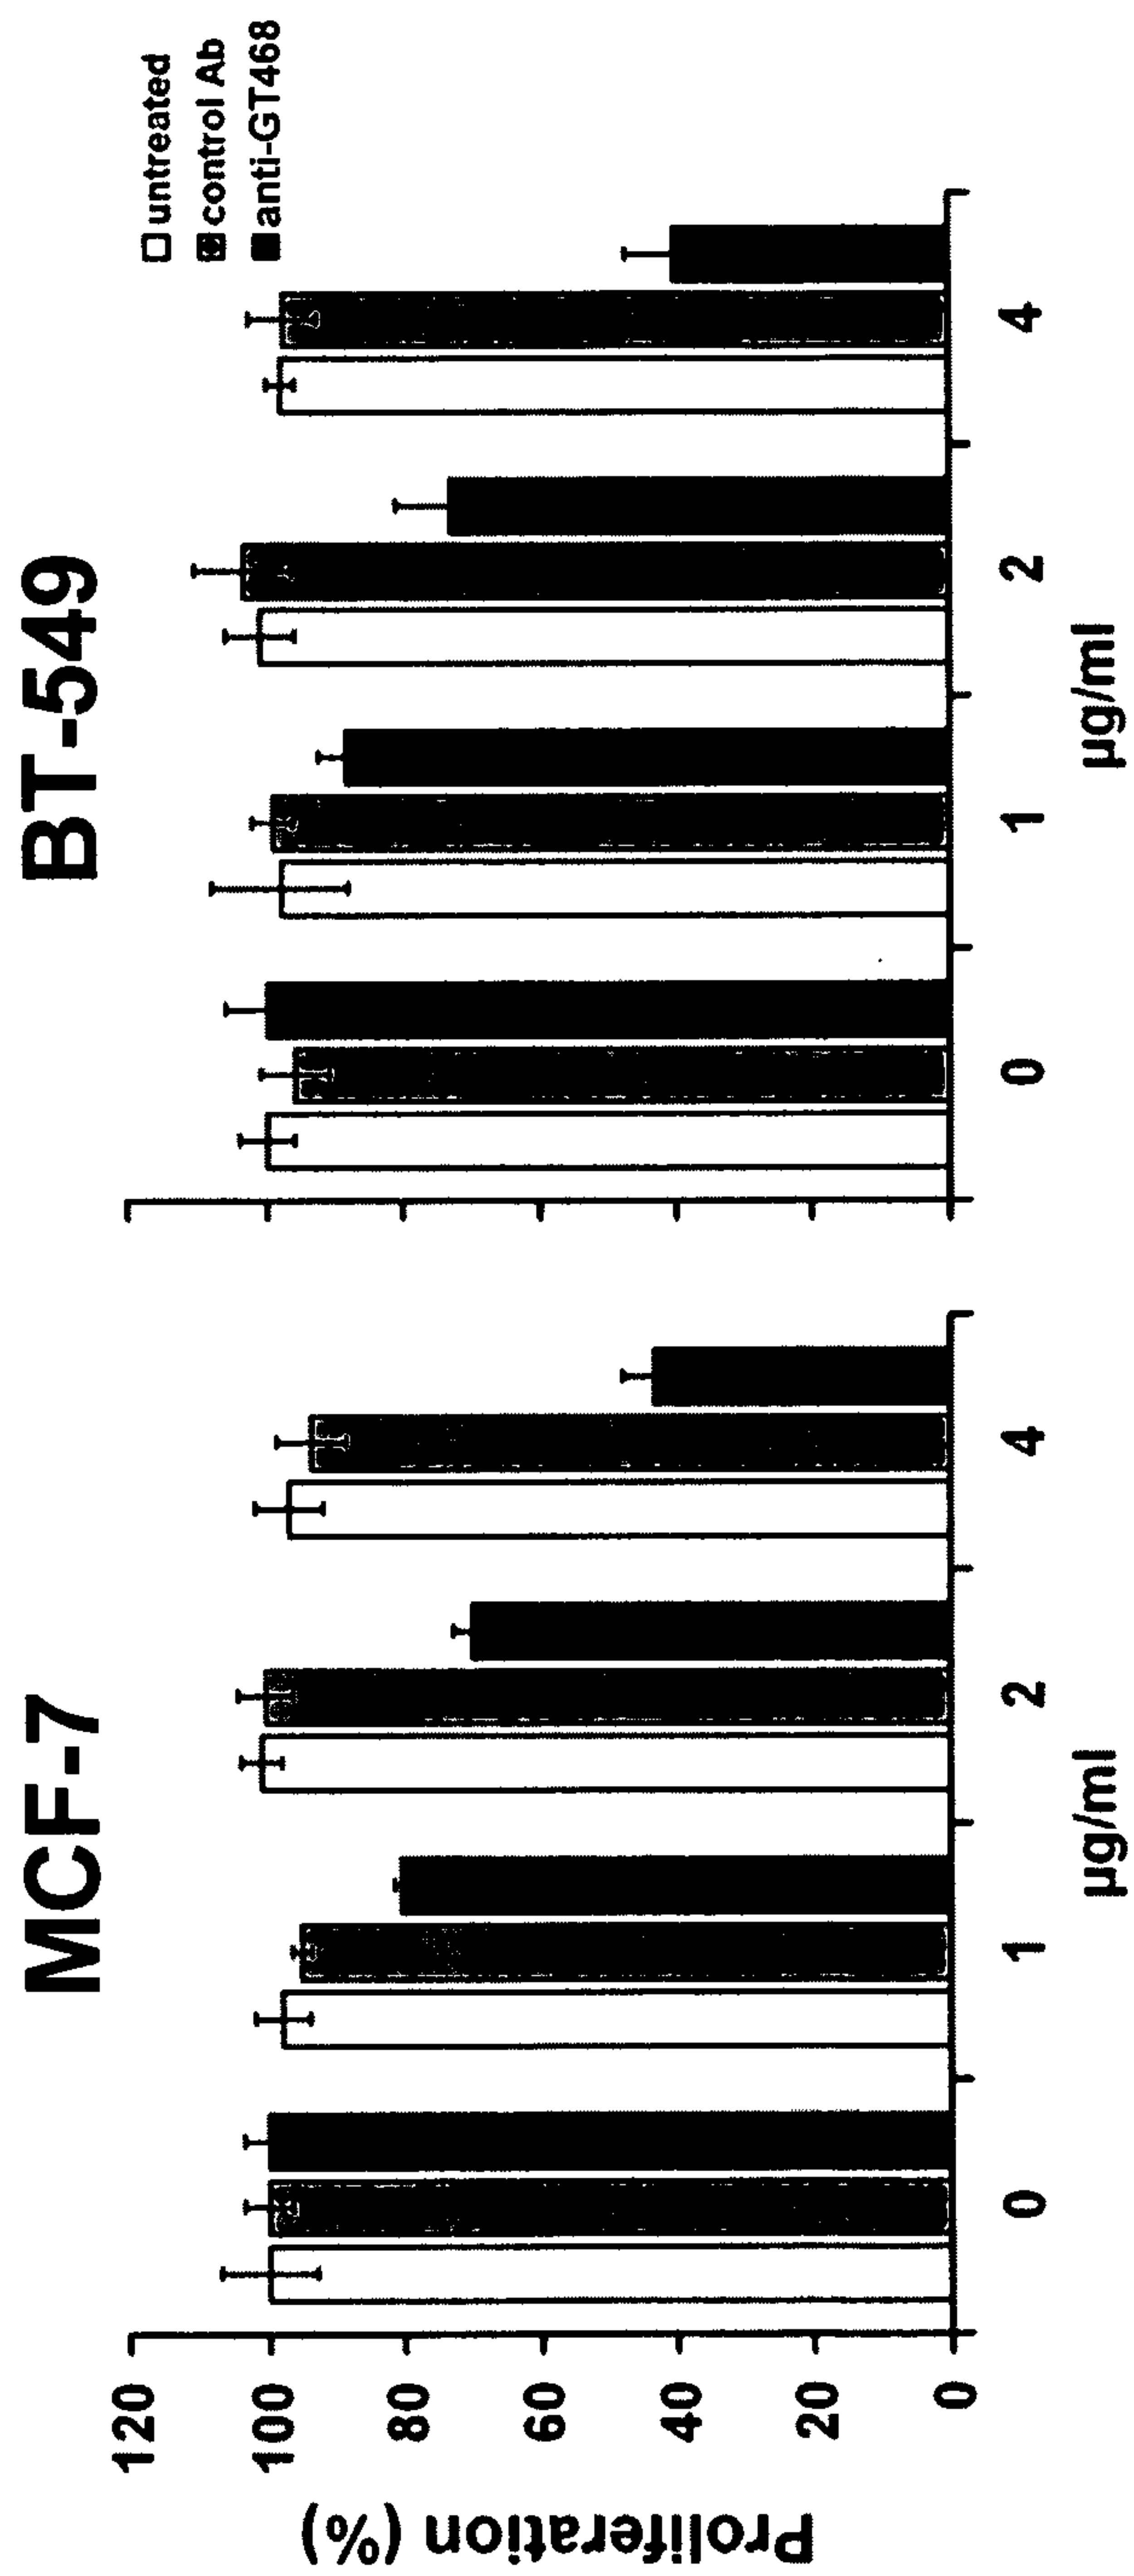 MCF-7
BT-549
untreated
control Ab
anti-GT468
Proliferation (%)
120
100
80
60
40
20
0
0 1 2 4
µg/ml
0 1 2 4
µg/ml